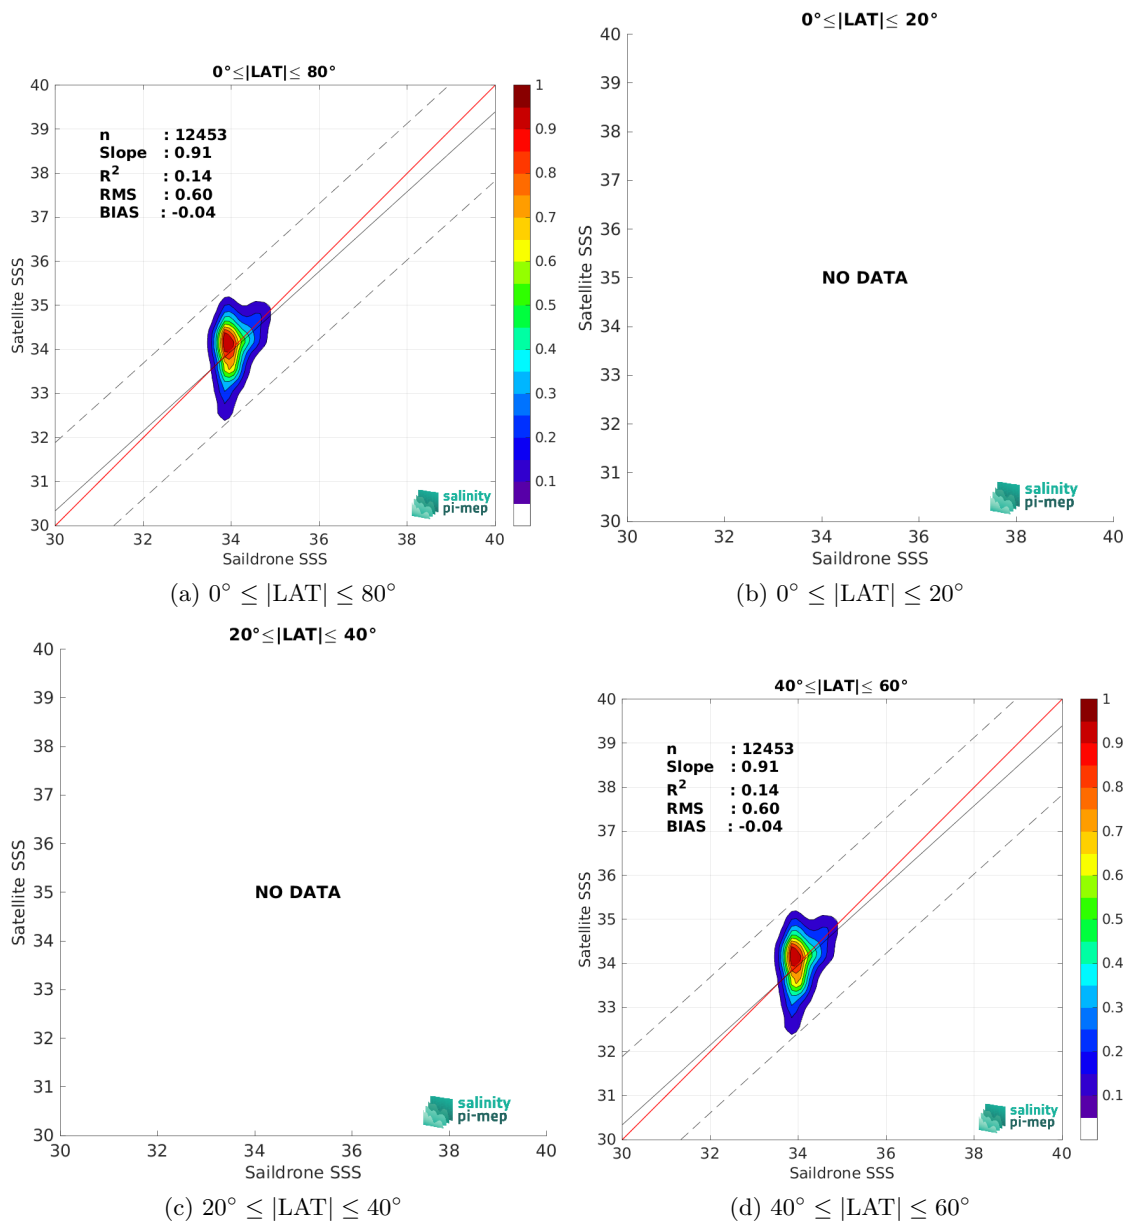 0°≤|LAT|≤ 80°
40
39
38
37
36
35
34
33
32
31
30
Satellite SSS
n : 12453
Slope : 0.91
R² : 0.14
RMS : 0.60
BIAS : -0.04
1
0.9
0.8
0.7
0.6
0.5
0.4
0.3
0.2
0.1
salinity
pi-mep
30 32 34 36 38 40
Saildrone SSS
(a) 0° ≤ |LAT| ≤ 80°
0°≤|LAT|≤ 20°
40
39
38
37
36
35
34
33
32
31
30
Satellite SSS
NO DATA
salinity
pi-mep
30 32 34 36 38 40
Saildrone SSS
(b) 0° ≤ |LAT| ≤ 20°
20°≤|LAT|≤ 40°
40
39
38
37
36
35
34
33
32
31
30
Satellite SSS
NO DATA
salinity
pi-mep
30 32 34 36 38 40
Saildrone SSS
(c) 20° ≤ |LAT| ≤ 40°
40°≤|LAT|≤ 60°
40
39
38
37
36
35
34
33
32
31
30
Satellite SSS
n : 12453
Slope : 0.91
R² : 0.14
RMS : 0.60
BIAS : -0.04
1
0.9
0.8
0.7
0.6
0.5
0.4
0.3
0.2
0.1
salinity
pi-mep
30 32 34 36 38 40
Saildrone SSS
(d) 40° ≤ |LAT| ≤ 60°